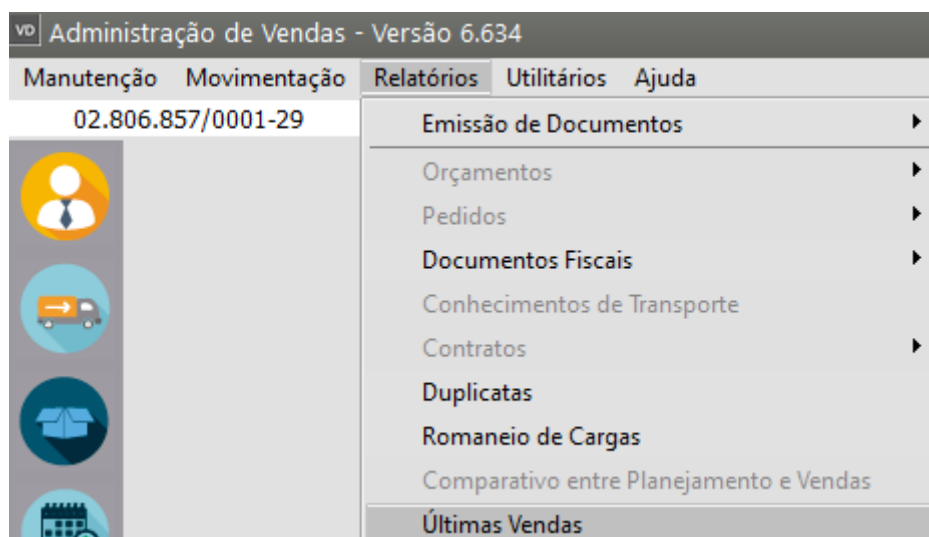 VD Administração de Vendas - Versão 6.634
Manutenção Movimentação Relatórios Utilitários Ajuda
02.806.857/0001-29
Emissão de Documentos
Orçamentos
Pedidos
Documentos Fiscais
Conhecimentos de Transporte
Contratos
Duplicatas
Romaneio de Cargas
Comparativo entre Planejamento e Vendas
Últimas Vendas